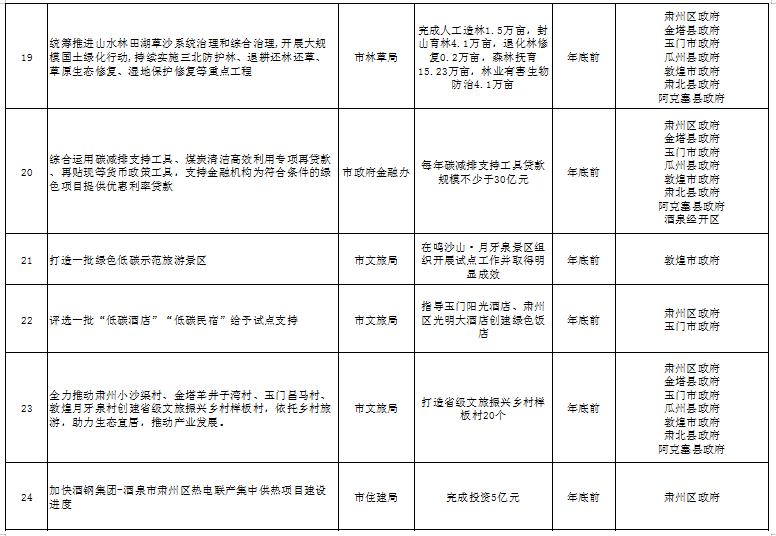 19
统筹推进山水林田湖草沙系统治理和综合治理,开展大规
模国土绿化行动,持续实施三北防护林、退耕还林还草、
草原生态修复、湿地保护修复等重点工程
市林草局
完成人工造林1.5万亩，封
山育林4.1万亩，退化林修
复0.2万亩，森林抚育
15.23万亩，林业有害生物
防治4.1万亩
年底前
肃州区政府
金塔县政府
玉门市政府
瓜州县政府
敦煌市政府
肃北县政府
阿克塞县政府
20
综合运用碳减排支持工具、煤炭清洁高效利用专项再贷款
、再贴现等货币政策工具，支持金融机构为符合条件的绿
色项目提供优惠利率贷款
市政府金融办
每年碳减排支持工具贷款
规模不少于30亿元
年底前
肃州区政府
金塔县政府
玉门市政府
瓜州县政府
敦煌市政府
肃北县政府
阿克塞县政府
酒泉经开区
21
打造一批绿色低碳示范旅游景区
市文旅局
在鸣沙山·月牙泉景区组
织开展试点工作并取得明
显成效
年底前
敦煌市政府
22
评选一批“低碳酒店”“低碳民宿”给予试点支持
市文旅局
指导玉门阳光酒店、肃州
区光明大酒店创建绿色饭
店
年底前
肃州区政府
玉门市政府
23
全力推动肃州小沙渠村、金塔羊井子湾村、玉门昌马村、
敦煌月牙泉村创建省级文旅振兴乡村样板村，依托乡村旅
游，助力生态宜居，推动产业发展。
市文旅局
打造省级文旅振兴乡村样
板村20个
年底前
肃州区政府
金塔县政府
玉门市政府
瓜州县政府
敦煌市政府
肃北县政府
阿克塞县政府
24
加快酒钢集团-酒泉市肃州区热电联产集中供热项目建设
进度
市住建局
完成投资5亿元
年底前
肃州区政府